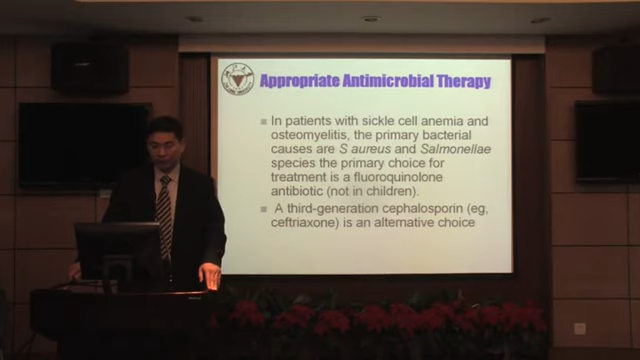 Appropriate Antimicrobial Therapy
In patients with sickle cell anemia and
osteomyelitis, the primary bacterial
causes are S aureus and Salmonellae
species the primary choice for
treatment is a fluoroquinolone
antibiotic (not in children).
A third-generation cephalosporin (eg,
ceftriaxone) is an alternative choice